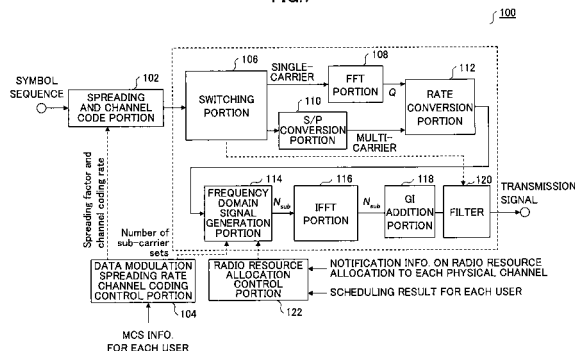 100
SYMBOL
SEQUENCE
102
SPREADING
AND CHANNEL
CODE PORTION
106
SWITCHING
PORTION
SINGLE-
CARRIER
108
FFT
PORTION
Q
110
S/P
CONVERSION
PORTION
MULTI-
CARRIER
112
RATE
CONVERSION
PORTION
Spreading factor and
channel coding rate
114
FREQUENCY
DOMAIN
SIGNAL
GENERATION
PORTION
Nsub
116
IFFT
PORTION
Nsub
118
GI
ADDITION
PORTION
120
FILTER
TRANSMISSION
SIGNAL
Number of
sub-carrier
sets
DATA MODULATION
SPREADING RATE
CHANNEL CODING
CONTROL PORTION
104
RADIO RESOURCE
ALLOCATION
CONTROL
PORTION
122
NOTIFICATION INFO. ON RADIO RESOURCE
ALLOCATION TO EACH PHYSICAL CHANNEL
SCHEDULING RESULT FOR EACH USER
MCS INFO.
FOR EACH USER